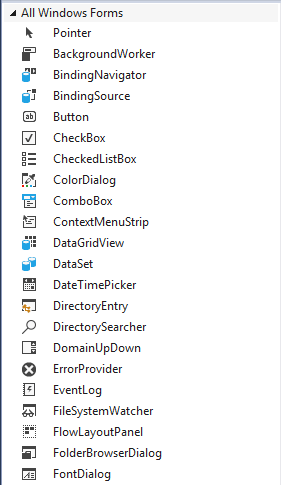 All Windows Forms
Pointer
BackgroundWorker
BindingNavigator
BindingSource
Button
CheckBox
CheckedListBox
ColorDialog
ComboBox
ContextMenuStrip
DataGridView
DataSet
DateTimePicker
DirectoryEntry
DirectorySearcher
DomainUpDown
ErrorProvider
EventLog
FileSystemWatcher
FlowLayoutPanel
FolderBrowserDialog
FontDialog